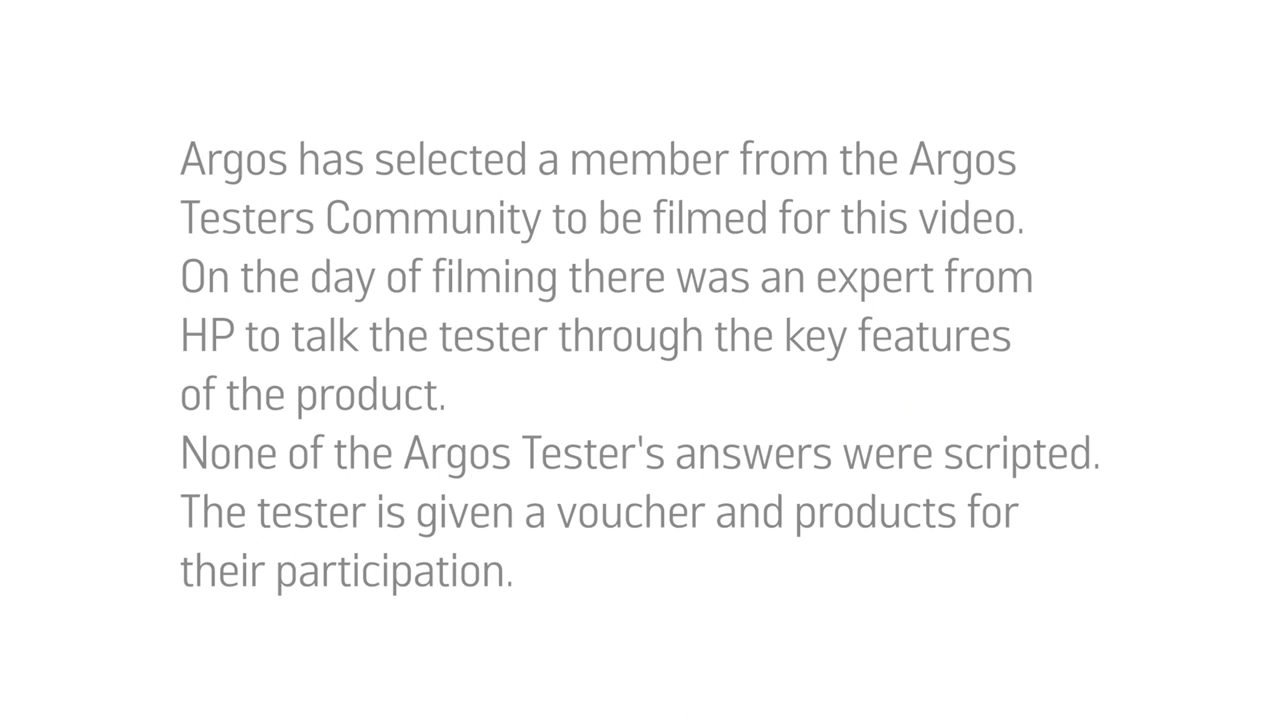 Argos has selected a member from the Argos
Testers Community to be filmed for this video.
On the day of filming there was an expert from
HP to talk the tester through the key features
of the product.
None of the Argos Tester's answers were scripted.
The tester is given a voucher and products for
their participation.